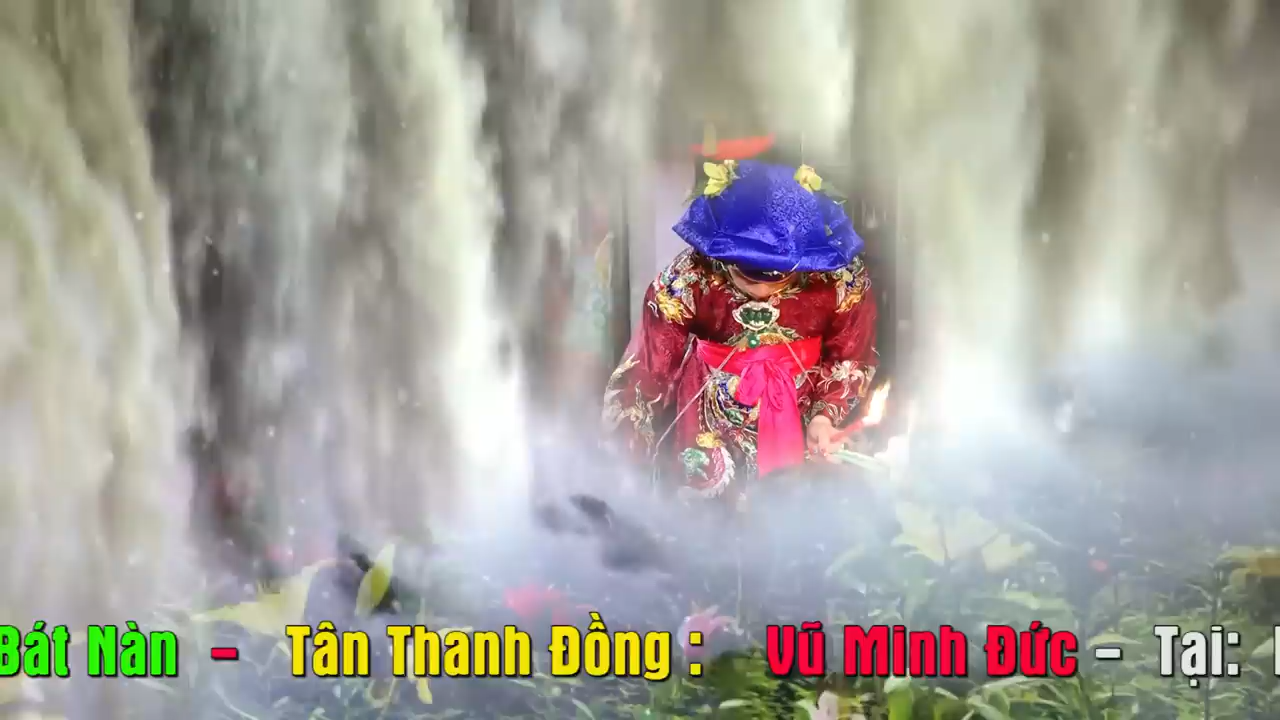 Bát Nàn - Tân Thanh Đồng : Vũ Minh Đức - Tại: